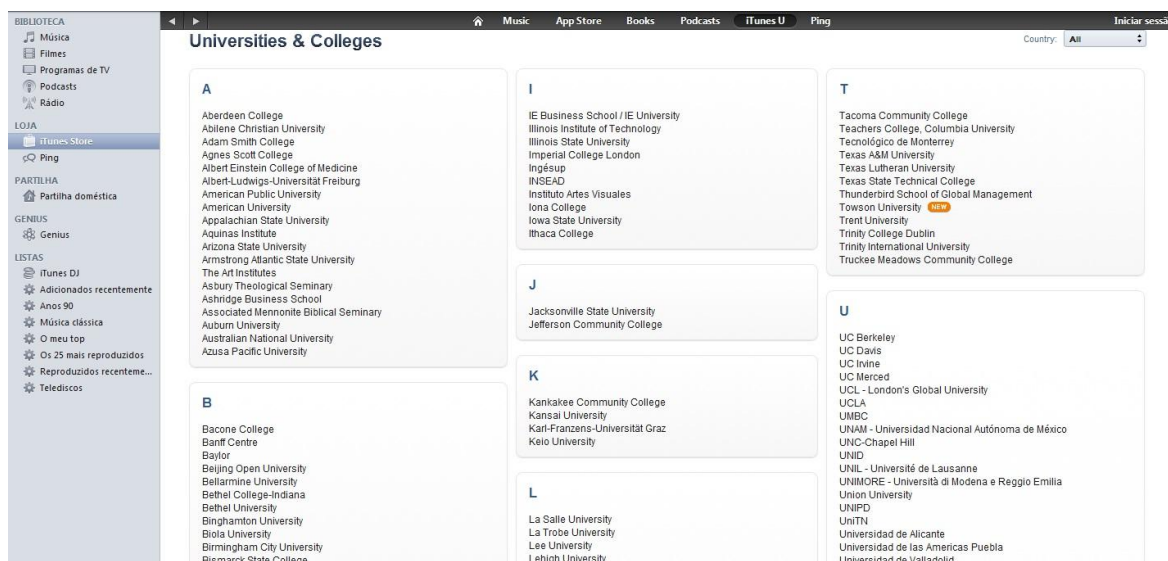 BIBLIOTECA
Música
Filmes
Programas de TV
Podcasts
Rádio
LOJA
iTunes Store
Ping
PARTILHA
Partilha doméstica
GENIUS
Genius
LISTAS
iTunes DJ
Adicionados recentemente
Anos 90
Música clássica
O meu top
Os 25 mais reproduzidos
Reproduzidos recenteme...
Telediscos
Music App Store Books Podcasts iTunes U Ping Iniciar sessã
Universities & Colleges
Country: All
A
Aberdeen College
Abilene Christian University
Adam Smith College
Agnes Scott College
Albert Einstein College of Medicine
Albert-Ludwigs-Universität Freiburg
American Public University
American University
Appalachian State University
Aquinas Institute
Arizona State University
Armstrong Atlantic State University
The Art Institutes
Asbury Theological Seminary
Ashridge Business School
Associated Mennonite Biblical Seminary
Auburn University
Australian National University
Azusa Pacific University
B
Bacone College
Banff Centre
Baylor
Beijing Open University
Bellarmine University
Bethel College-Indiana
Bethel University
Binghamton University
Biola University
Birmingham City University
Bismarck State College
I
IE Business School / IE University
Illinois Institute of Technology
Illinois State University
Imperial College London
Ingésup
INSEAD
Instituto Artes Visuales
Iona College
Iowa State University
Ithaca College
J
Jacksonville State University
Jefferson Community College
K
Kankakee Community College
Kansai University
Karl-Franzens-Universität Graz
Keio University
L
La Salle University
La Trobe University
Lee University
Lehigh University
T
Tacoma Community College
Teachers College, Columbia University
Tecnológico de Monterrey
Texas A&M University
Texas Lutheran University
Texas State Technical College
Thunderbird School of Global Management
Towson University NEW
Trent University
Trinity College Dublin
Trinity International University
Truckee Meadows Community College
U
UC Berkeley
UC Davis
UC Irvine
UC Merced
UCL - London's Global University
UCLA
UMBC
UNAM - Universidad Nacional Autónoma de México
UNC-Chapel Hill
UNID
UNIL - Université de Lausanne
UNIMORE - Università di Modena e Reggio Emilia
Union University
UNIPD
UniTN
Universidad de Alicante
Universidad de las Americas Puebla
Universidad de Valladolid